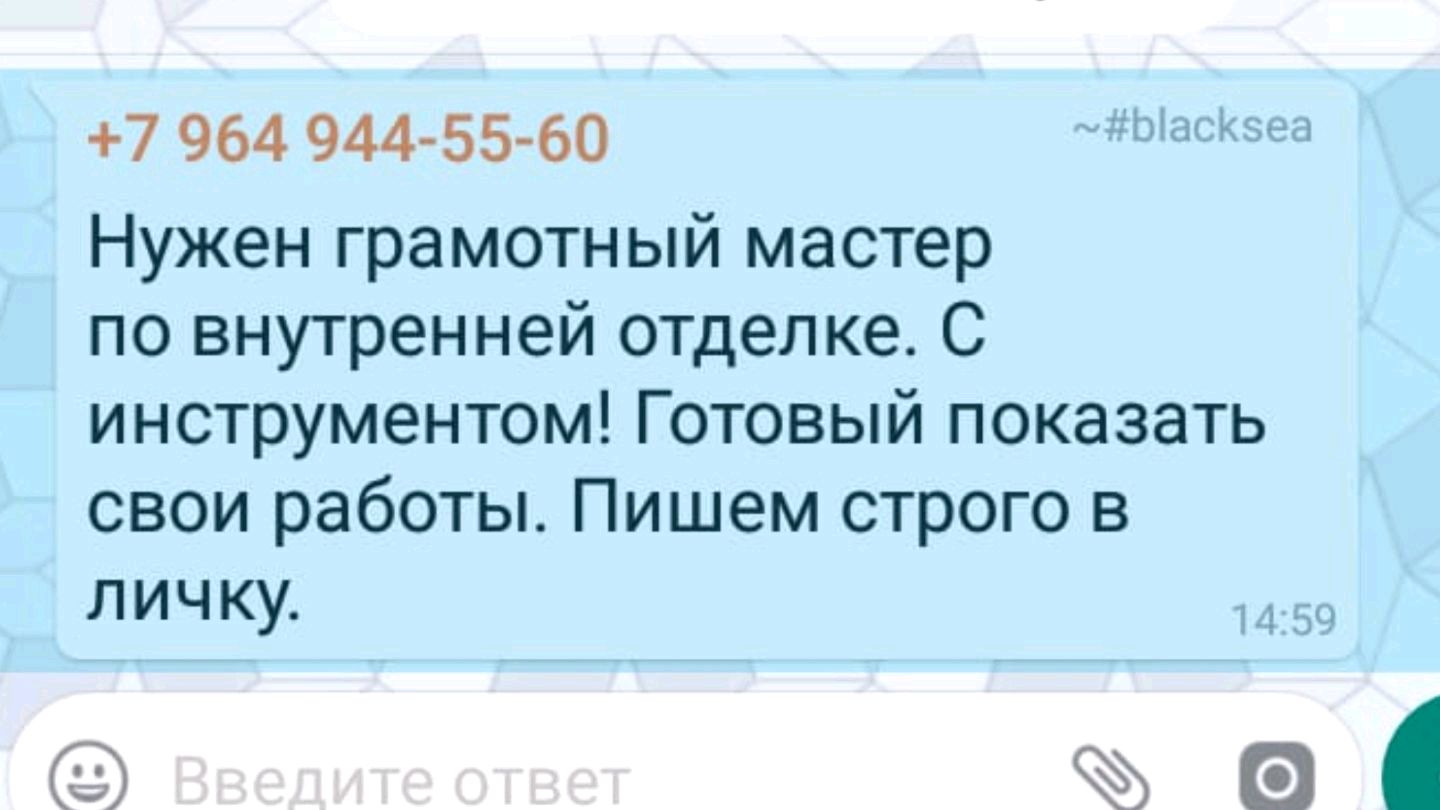 +7 964 944-55-60 ~#blacksea
Нужен грамотный мастер
по внутренней отделке. С
инструментом! Готовый показать
свои работы. Пишем строго в
личку.
14:59
Введите ответ